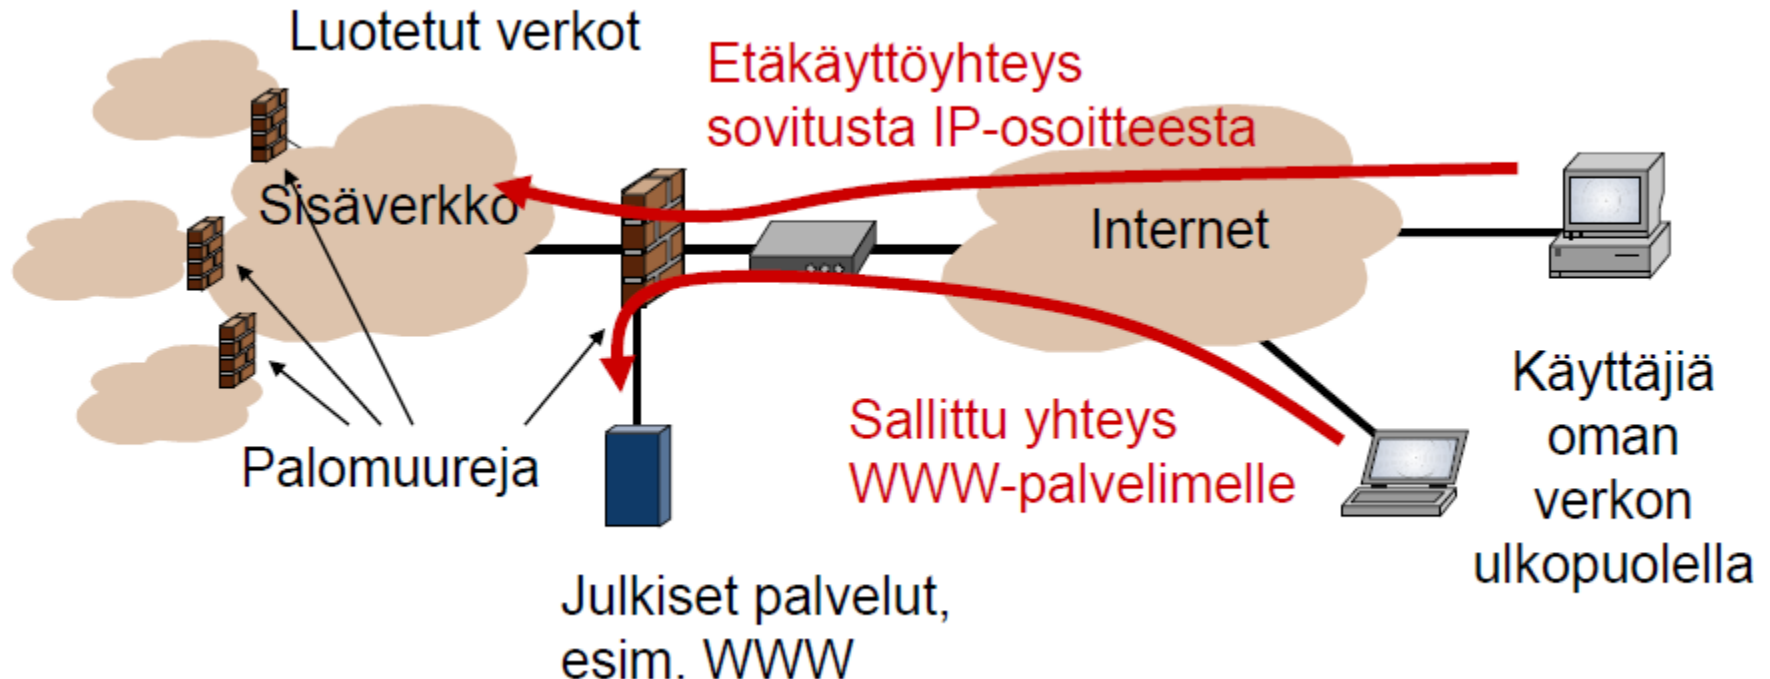 Luotetut verkot
Etäkäyttöyhteys
sovitusta IP-osoitteesta
Sisäverkko
Internet
Käyttäjiä
oman
verkon
ulkopuolella
Sallittu yhteys
WWW-palvelimelle
Palomuureja
Julkiset palvelut,
esim. WWW